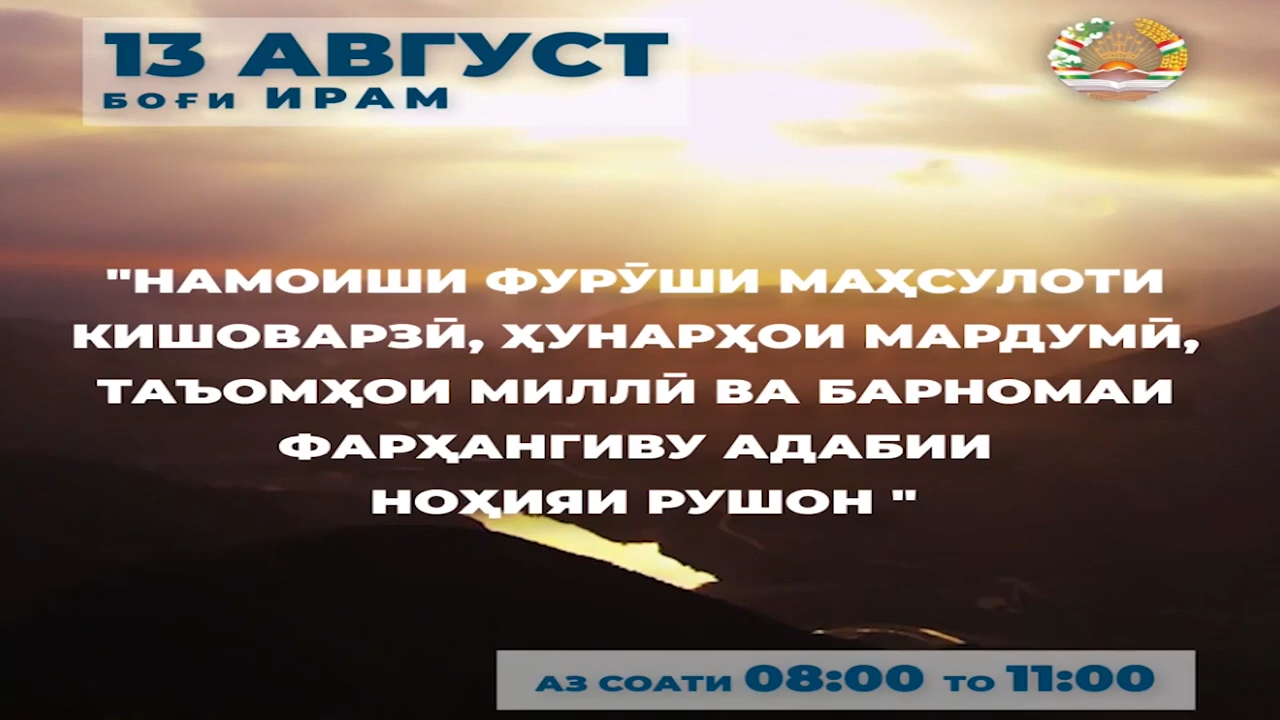 13 АВГУСТ
БОҒИ ИРАМ
"НАМОИШИ ФУРӮШИ МАҲСУЛОТИ
КИШОВАРЗӢ, ҲУНАРҲОИ МАРДУМӢ,
ТАЪОМҲОИ МИЛЛӢ ВА БАРНОМАИ
ФАРҲАНГИВУ АДАБИИ
НОҲИЯИ РУШОН "
АЗ СОАТИ 08:00 ТО 11:00